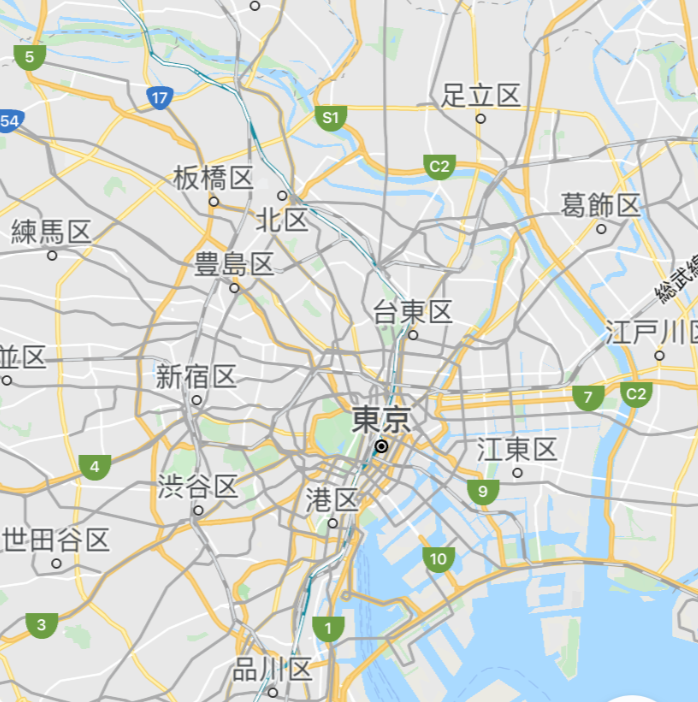 5
17
54
足立区
S1
C2
板橋区
北区
葛飾区
練馬区
豊島区
総武線
台東区
江戸川区
並区
新宿区
7
C2
東京
4
江東区
渋谷区
港区
9
世田谷区
10
3
1
品川区